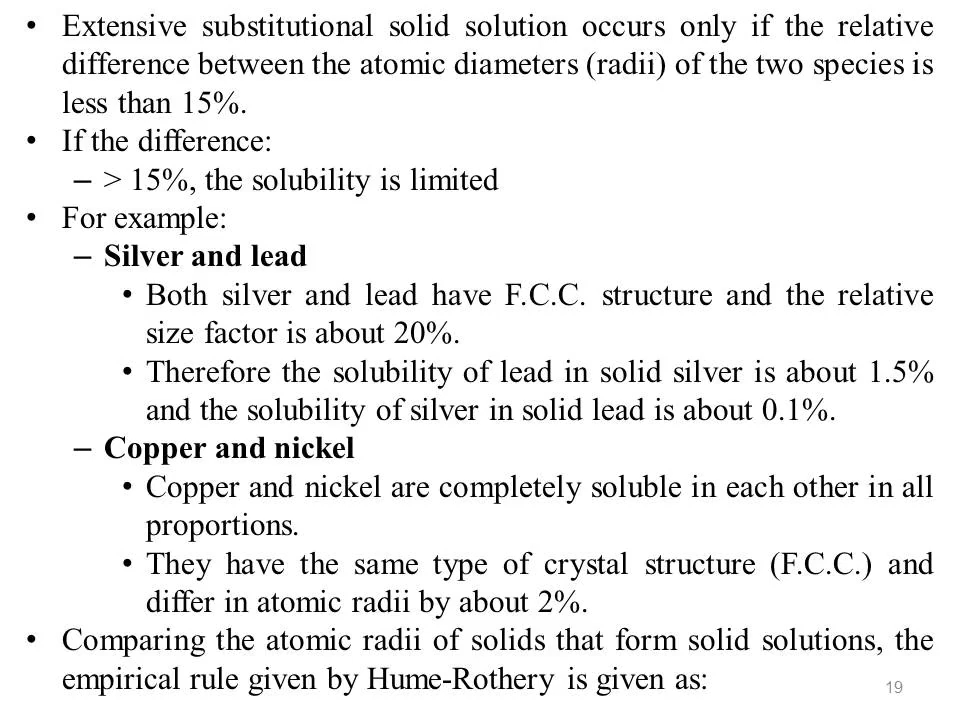 • Extensive substitutional solid solution occurs only if the relative
difference between the atomic diameters (radii) of the two species is
less than 15%.
• If the difference:
– > 15%, the solubility is limited
• For example:
– Silver and lead
• Both silver and lead have F.C.C. structure and the relative
size factor is about 20%.
• Therefore the solubility of lead in solid silver is about 1.5%
and the solubility of silver in solid lead is about 0.1%.
– Copper and nickel
• Copper and nickel are completely soluble in each other in all
proportions.
• They have the same type of crystal structure (F.C.C.) and
differ in atomic radii by about 2%.
• Comparing the atomic radii of solids that form solid solutions, the
empirical rule given by Hume-Rothery is given as:
19